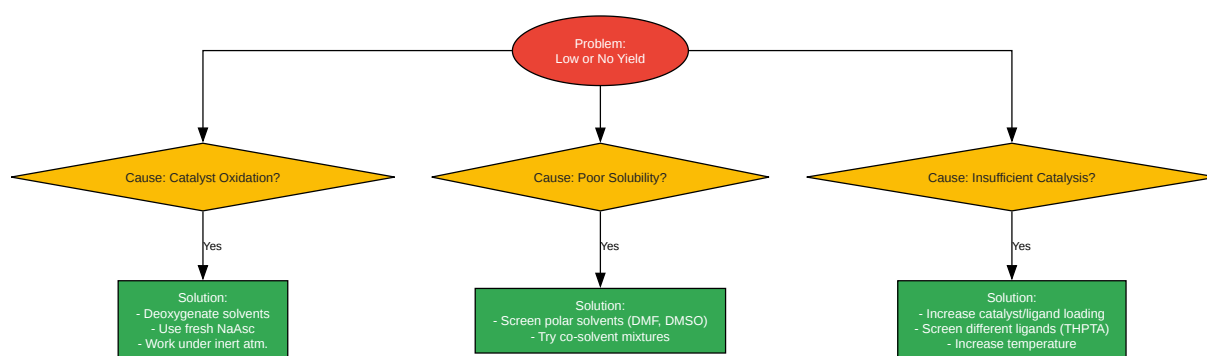 Problem:
Low or No Yield
Cause: Catalyst Oxidation?
Cause: Poor Solubility?
Cause: Insufficient Catalysis?
Yes
Yes
Yes
Solution:
- Deoxygenate solvents
- Use fresh NaAsc
- Work under inert atm.
Solution:
- Screen polar solvents (DMF, DMSO)
- Try co-solvent mixtures
Solution:
- Increase catalyst/ligand loading
- Screen different ligands (THPTA)
- Increase temperature